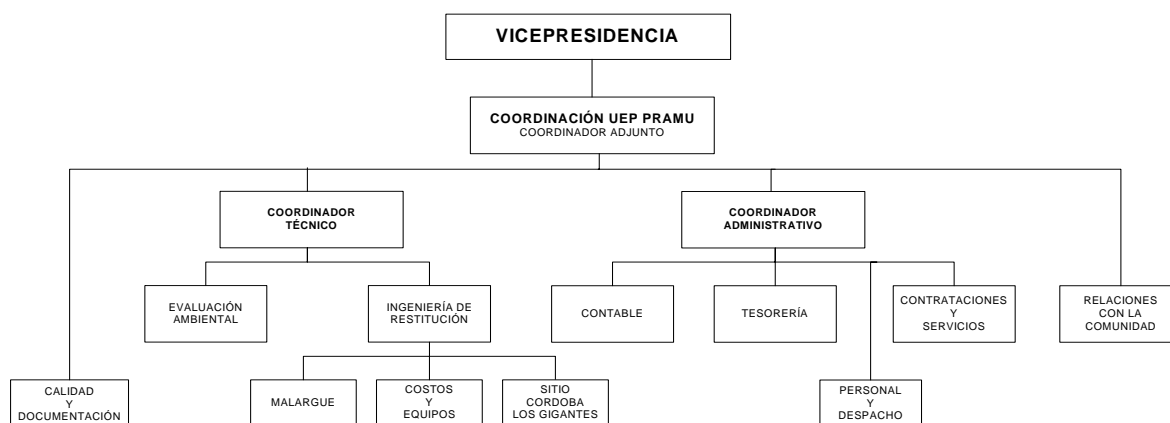 VICEPRESIDENCIA
COORDINACIÓN UEP PRAMU
COORDINADOR ADJUNTO
COORDINADOR
TÉCNICO
COORDINADOR
ADMINISTRATIVO
EVALUACIÓN
AMBIENTAL
INGENIERÍA DE
RESTITUCIÓN
CONTABLE
TESORERÍA
CONTRATACIONES
Y
SERVICIOS
RELACIONES
CON LA
COMUNIDAD
CALIDAD
Y
DOCUMENTACIÓN
MALARGUE
COSTOS
Y
EQUIPOS
SITIO
CORDOBA
LOS GIGANTES
PERSONAL
Y
DESPACHO